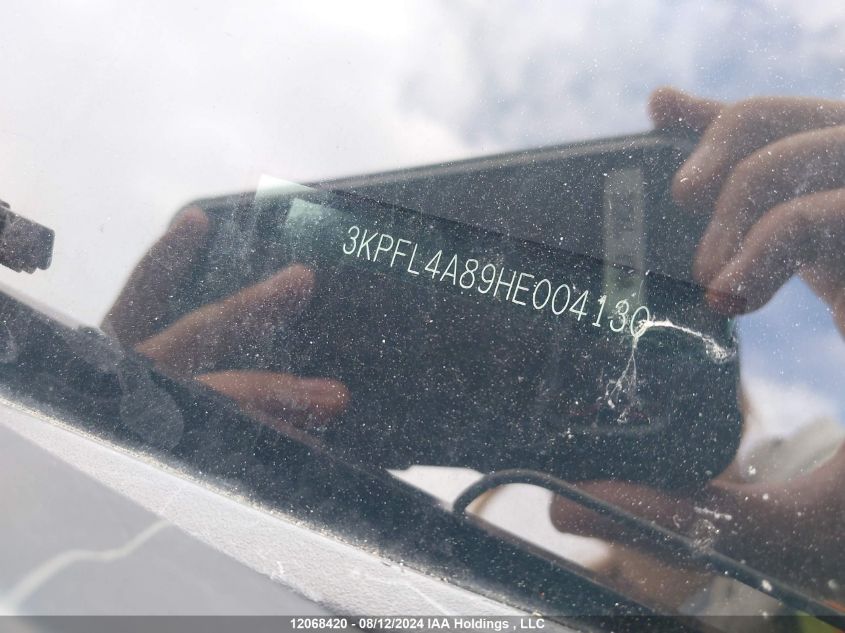 3KPFL4A89HE004130
12068420 - 08/12/2024 IAA Holdings , LLC